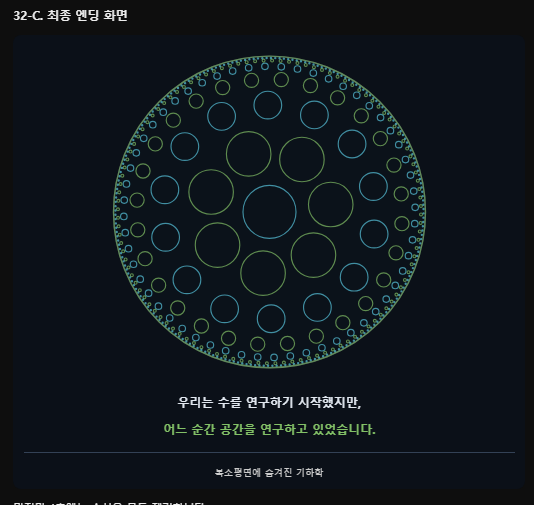 32-C. 최종 엔딩 화면
우리는 수를 연구하기 시작했지만,
어느 순간 공간을 연구하고 있었습니다.
복소평면에 숨겨진 기하학